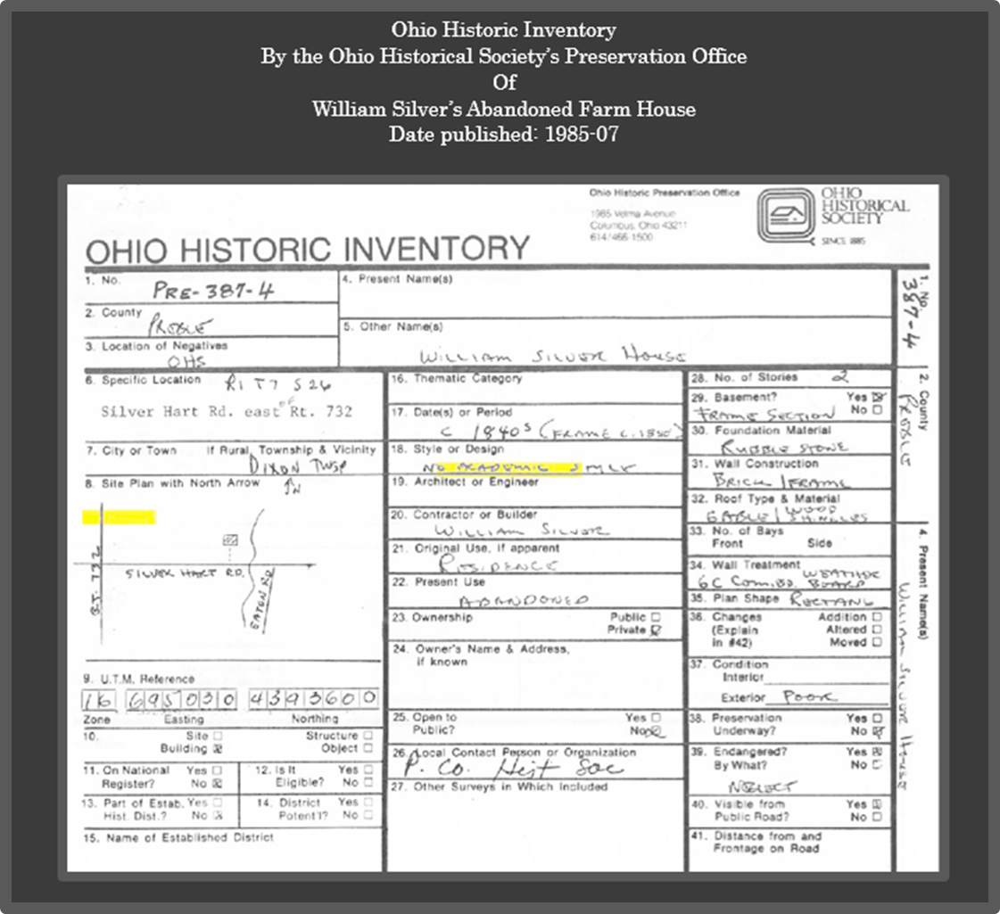 Ohio Historic Inventory
By the Ohio Historical Society's Preservation Office
Of
William Silver's Abandoned Farm House
Date published: 1985-07
Ohio Historic Preservation Office
1985 Velma Avenue
Columbus, Ohio 43211
614/466-1500
OHIO
HISTORICAL
SOCIETY
SINCE 1885
OHIO HISTORIC INVENTORY
1. No.
PRE-387-4
2. County
PREBLE
3. Location of Negatives
OHS
4. Present Name(s)
5. Other Name(s)
WILLIAM SILVER HOUSE
6. Specific Location
R1 T7 S26
Silver Hart Rd. east of Rt. 732
7. City or Town If Rural, Township & Vicinity
DIXON TWSP
8. Site Plan with North Arrow
N
SILVER HART RD.
EATON RD
9. U.T.M. Reference
16 695030 4393600
Zone Easting Northing
10. Site Structure
Building Object
11. On National Register? Yes No
12. Is It Eligible? Yes No
13. Part of Estab. Hist. Dist.? Yes No
14. District Potent'l? Yes No
15. Name of Established District
16. Thematic Category
17. Date(s) or Period
C 1840s (FRAME C.1850)
18. Style or Design
NO ACADEMIC STYLE
19. Architect or Engineer
20. Contractor or Builder
WILLIAM SILVER
21. Original Use, if apparent
RESIDENCE
22. Present Use
ABANDONED
23. Ownership Public
Private
24. Owner's Name & Address,
if known
25. Open to Public? Yes No
26. Local Contact Person or Organization
P. Co. Hist Soc
27. Other Surveys in Which Included
28. No. of Stories 2
29. Basement? Yes
FRAME SECTION No
30. Foundation Material
RUBBLE STONE
31. Wall Construction
BRICK / FRAME
32. Roof Type & Material
GABLE / WOOD SHINGLES
33. No. of Bays
Front Side
34. Wall Treatment
6C Com.BD. WEATHER BOARD
35. Plan Shape RECTANG
36. Changes Addition
(Explain Altered
in #42) Moved
37. Condition
Interior
Exterior POOR
38. Preservation Yes
Underway? No
39. Endangered? Yes
By What? No
NEGLECT
40. Visible from Yes
Public Road? No
41. Distance from and
Frontage on Road
1. No.
387-4
2. County
PREBLE
4. Present Name(s)
WILLIAM SILVER HOUSE